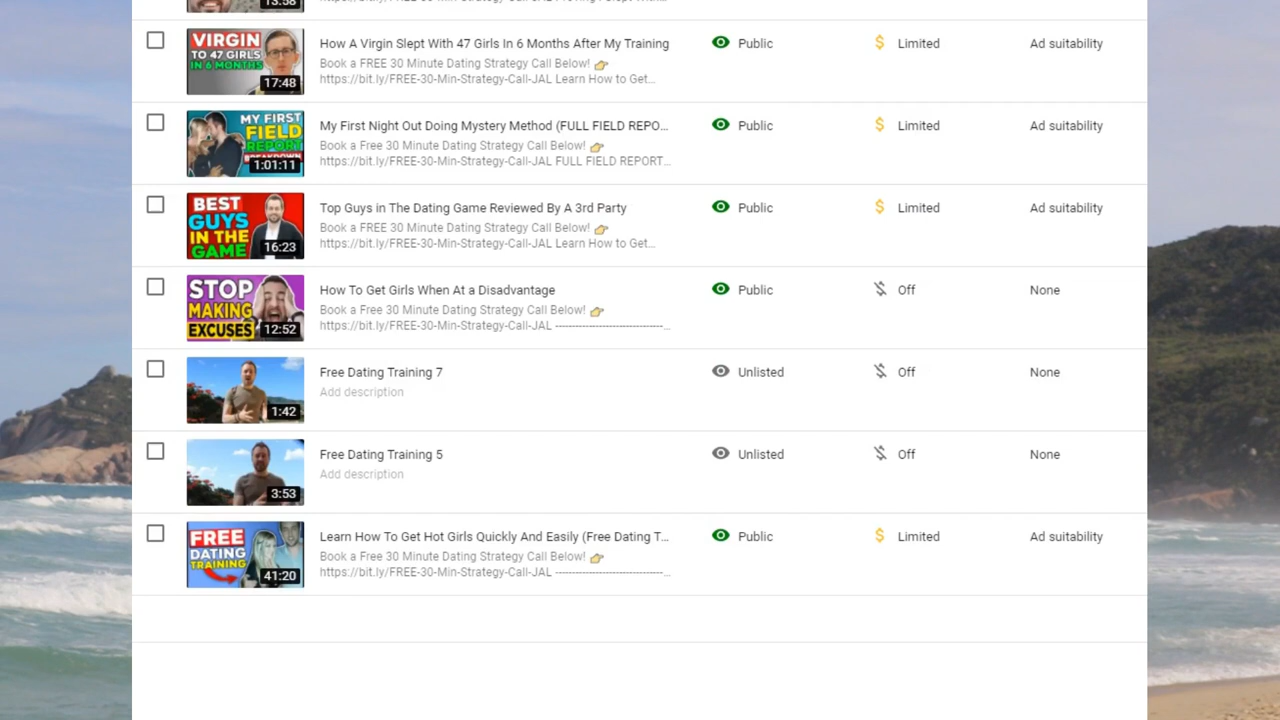 13:58
VIRGIN
TO 47 GIRLS
IN 6 MONTHS
17:48
How A Virgin Slept With 47 Girls In 6 Months After My Training
Book a FREE 30 Minute Dating Strategy Call Below! 👉
https://bit.ly/FREE-30-Min-Strategy-Call-JAL Learn How to Get...
Public
Limited
Ad suitability
MY FIRST
FIELD
REPORT
BREAKDOWN
1:01:11
My First Night Out Doing Mystery Method (FULL FIELD REPO...
Book a Free 30 Minute Dating Strategy Call Below! 👉
https://bit.ly/FREE-30-Min-Strategy-Call-JAL FULL FIELD REPORT...
Public
Limited
Ad suitability
BEST
GUYS
IN THE
GAME
16:23
Top Guys in The Dating Game Reviewed By A 3rd Party
Book a FREE 30 Minute Dating Strategy Call Below! 👉
https://bit.ly/FREE-30-Min-Strategy-Call-JAL Learn How to Get...
Public
Limited
Ad suitability
STOP
MAKING
EXCUSES
12:52
How To Get Girls When At a Disadvantage
Book a Free 30 Minute Dating Strategy Call Below! 👉
https://bit.ly/FREE-30-Min-Strategy-Call-JAL -------------------------------...
Public
Off
None
1:42
Free Dating Training 7
Add description
Unlisted
Off
None
3:53
Free Dating Training 5
Add description
Unlisted
Off
None
FREE
DATING
TRAINING
41:20
Learn How To Get Hot Girls Quickly And Easily (Free Dating T...
Book a Free 30 Minute Dating Strategy Call Below! 👉
https://bit.ly/FREE-30-Min-Strategy-Call-JAL -------------------------------...
Public
Limited
Ad suitability